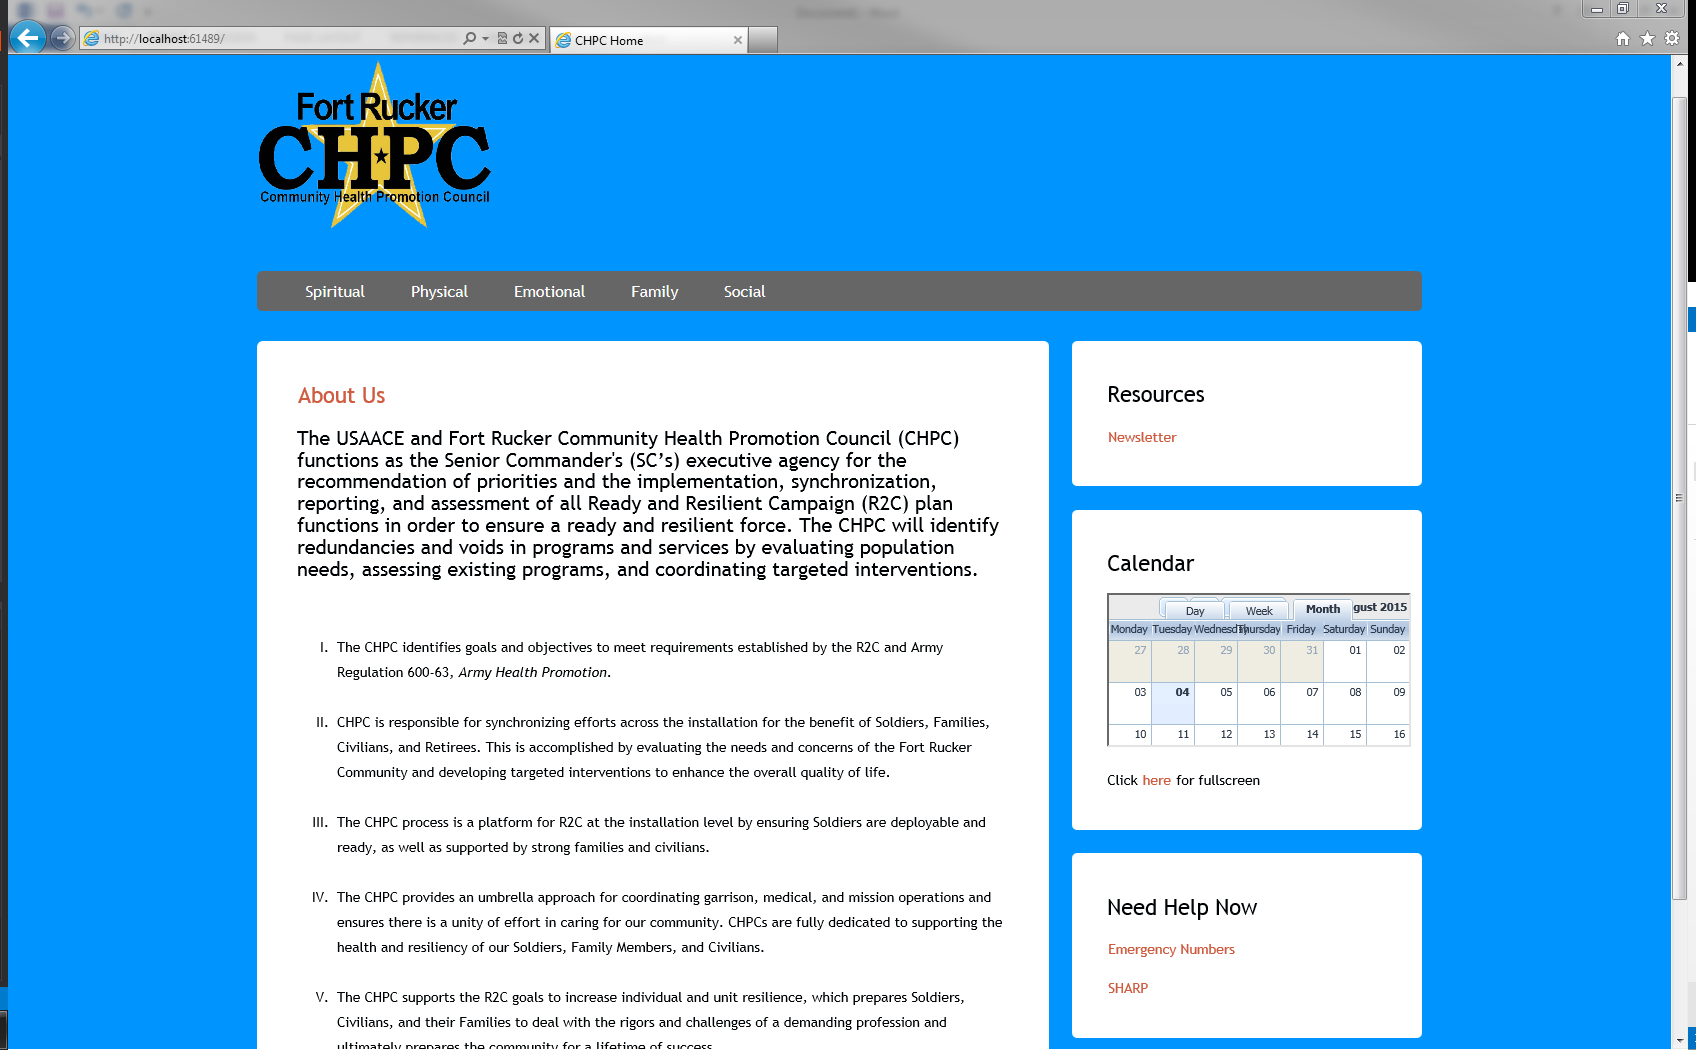 http://localhost:61489/
CHPC Home
Fort Rucker
CHPC
Community Health Promotion Council
Spiritual Physical Emotional Family Social
About Us
The USAACE and Fort Rucker Community Health Promotion Council (CHPC)
functions as the Senior Commander's (SC’s) executive agency for the
recommendation of priorities and the implementation, synchronization,
reporting, and assessment of all Ready and Resilient Campaign (R2C) plan
functions in order to ensure a ready and resilient force. The CHPC will identify
redundancies and voids in programs and services by evaluating population
needs, assessing existing programs, and coordinating targeted interventions.
I. The CHPC identifies goals and objectives to meet requirements established by the R2C and Army
Regulation 600-63, Army Health Promotion.
II. CHPC is responsible for synchronizing efforts across the installation for the benefit of Soldiers, Families,
Civilians, and Retirees. This is accomplished by evaluating the needs and concerns of the Fort Rucker
Community and developing targeted interventions to enhance the overall quality of life.
III. The CHPC process is a platform for R2C at the installation level by ensuring Soldiers are deployable and
ready, as well as supported by strong families and civilians.
IV. The CHPC provides an umbrella approach for coordinating garrison, medical, and mission operations and
ensures there is a unity of effort in caring for our community. CHPCs are fully dedicated to supporting the
health and resiliency of our Soldiers, Family Members, and Civilians.
V. The CHPC supports the R2C goals to increase individual and unit resilience, which prepares Soldiers,
Civilians, and their Families to deal with the rigors and challenges of a demanding profession and
ultimately prepares the community for a lifetime of success
Resources
Newsletter
Calendar
Day Week Month gust 2015
Monday Tuesday Wednesday Thursday Friday Saturday Sunday
27 28 29 30 31 01 02
03 04 05 06 07 08 09
10 11 12 13 14 15 16
Click here for fullscreen
Need Help Now
Emergency Numbers
SHARP